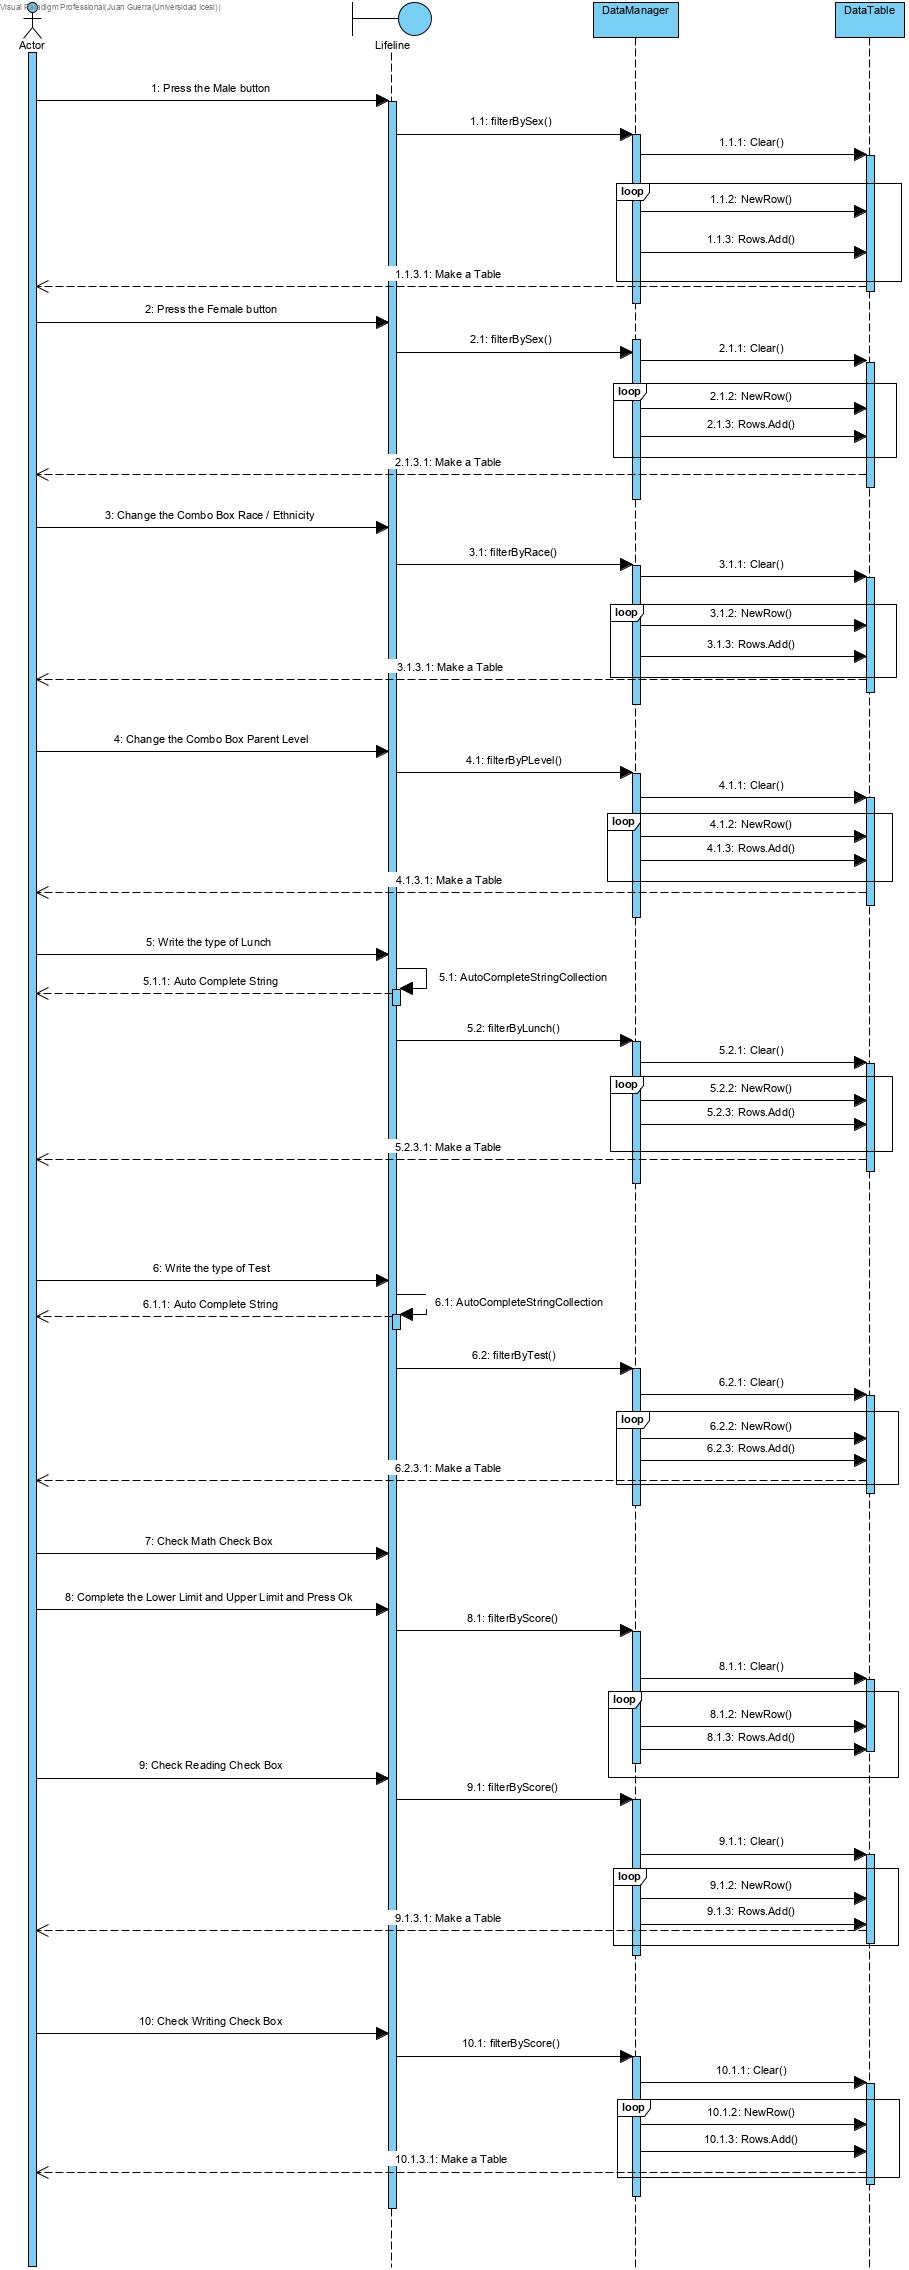 Visual Paradigm Professional(Juan Guerra(Universidad Icesi))
Actor
Lifeline
DataManager
DataTable
1: Press the Male button
1.1: filterBySex()
1.1.1: Clear()
loop
1.1.2: NewRow()
1.1.3: Rows.Add()
1.1.3.1: Make a Table
2: Press the Female button
2.1: filterBySex()
2.1.1: Clear()
loop
2.1.2: NewRow()
2.1.3: Rows.Add()
2.1.3.1: Make a Table
3: Change the Combo Box Race / Ethnicity
3.1: filterByRace()
3.1.1: Clear()
loop
3.1.2: NewRow()
3.1.3: Rows.Add()
3.1.3.1: Make a Table
4: Change the Combo Box Parent Level
4.1: filterByPLevel()
4.1.1: Clear()
loop
4.1.2: NewRow()
4.1.3: Rows.Add()
4.1.3.1: Make a Table
5: Write the type of Lunch
5.1: AutoCompleteStringCollection
5.1.1: Auto Complete String
5.2: filterByLunch()
5.2.1: Clear()
loop
5.2.2: NewRow()
5.2.3: Rows.Add()
5.2.3.1: Make a Table
6: Write the type of Test
6.1: AutoCompleteStringCollection
6.1.1: Auto Complete String
6.2: filterByTest()
6.2.1: Clear()
loop
6.2.2: NewRow()
6.2.3: Rows.Add()
6.2.3.1: Make a Table
7: Check Math Check Box
8: Complete the Lower Limit and Upper Limit and Press Ok
8.1: filterByScore()
8.1.1: Clear()
loop
8.1.2: NewRow()
8.1.3: Rows.Add()
9: Check Reading Check Box
9.1: filterByScore()
9.1.1: Clear()
loop
9.1.2: NewRow()
9.1.3: Rows.Add()
9.1.3.1: Make a Table
10: Check Writing Check Box
10.1: filterByScore()
10.1.1: Clear()
loop
10.1.2: NewRow()
10.1.3: Rows.Add()
10.1.3.1: Make a Table